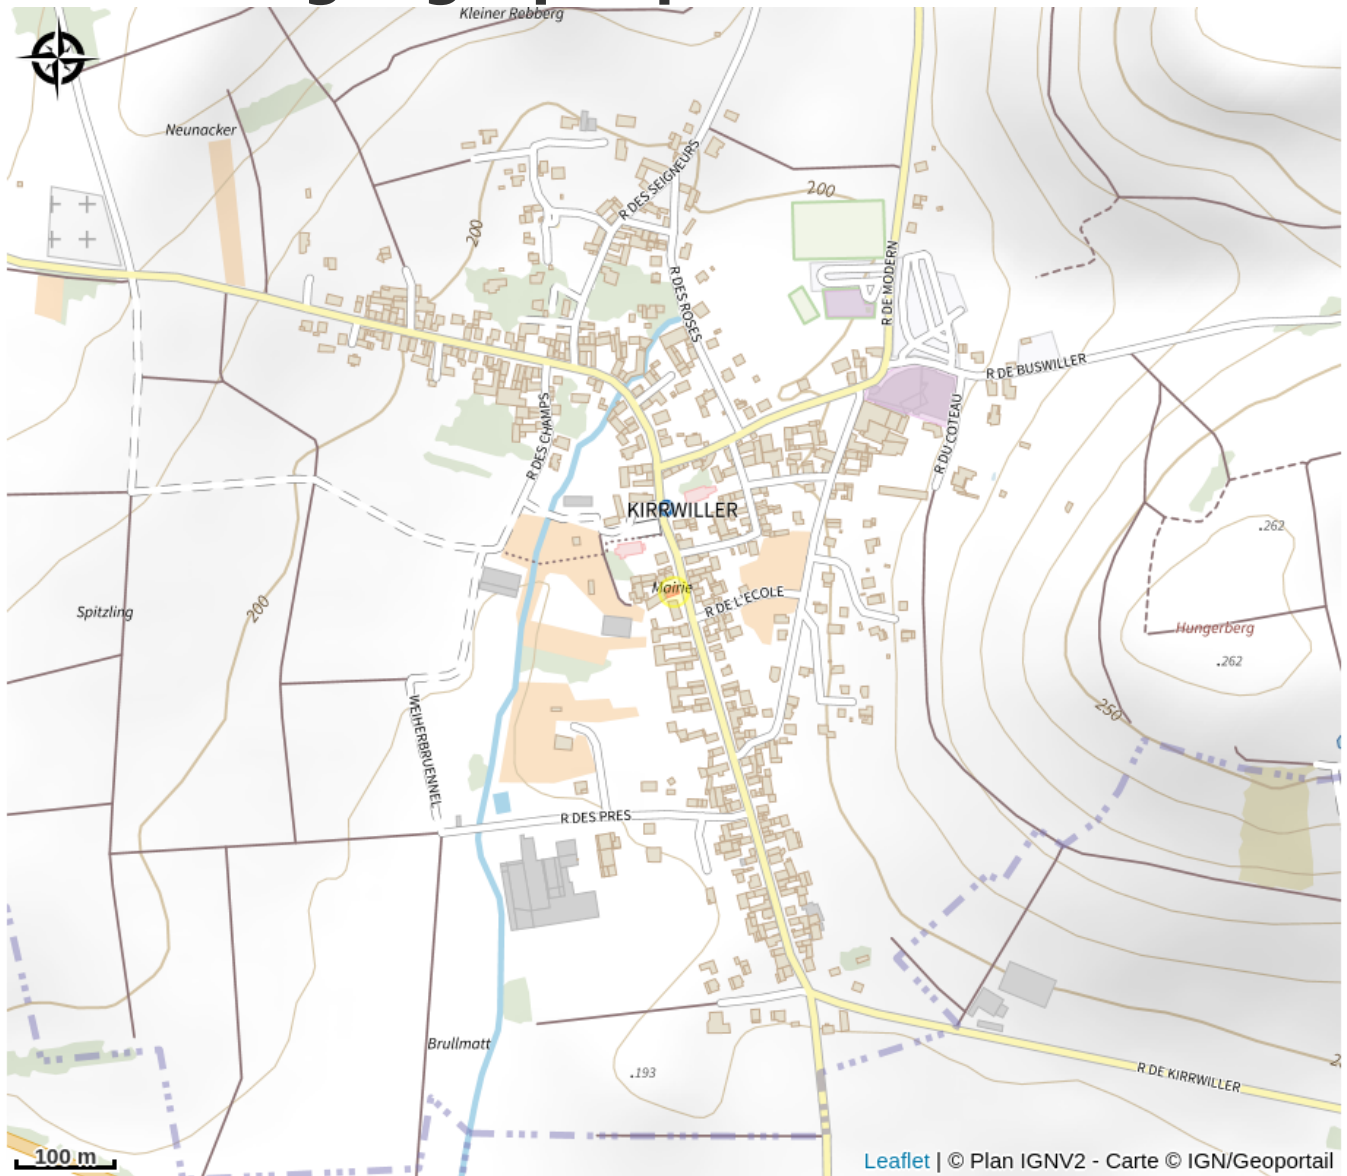 Kleiner Rebberg
Neunacker
R DES SEIGNEURS
200
200
R DE MODERN
R DES ROSES
R DE BUSWILLER
R DES CHAMPS
R DU COTEAU
KIRRWILLER
.262
Mairie
R DE L'ECOLE
200
Spitzling
Hungerberg
.262
250
WEIHERBRUENNEL
R DES PRES
Brullmatt
.193
R DE KIRRWILLER
100 m
Leaflet | © Plan IGNV2 - Carte © IGN/Geoportail